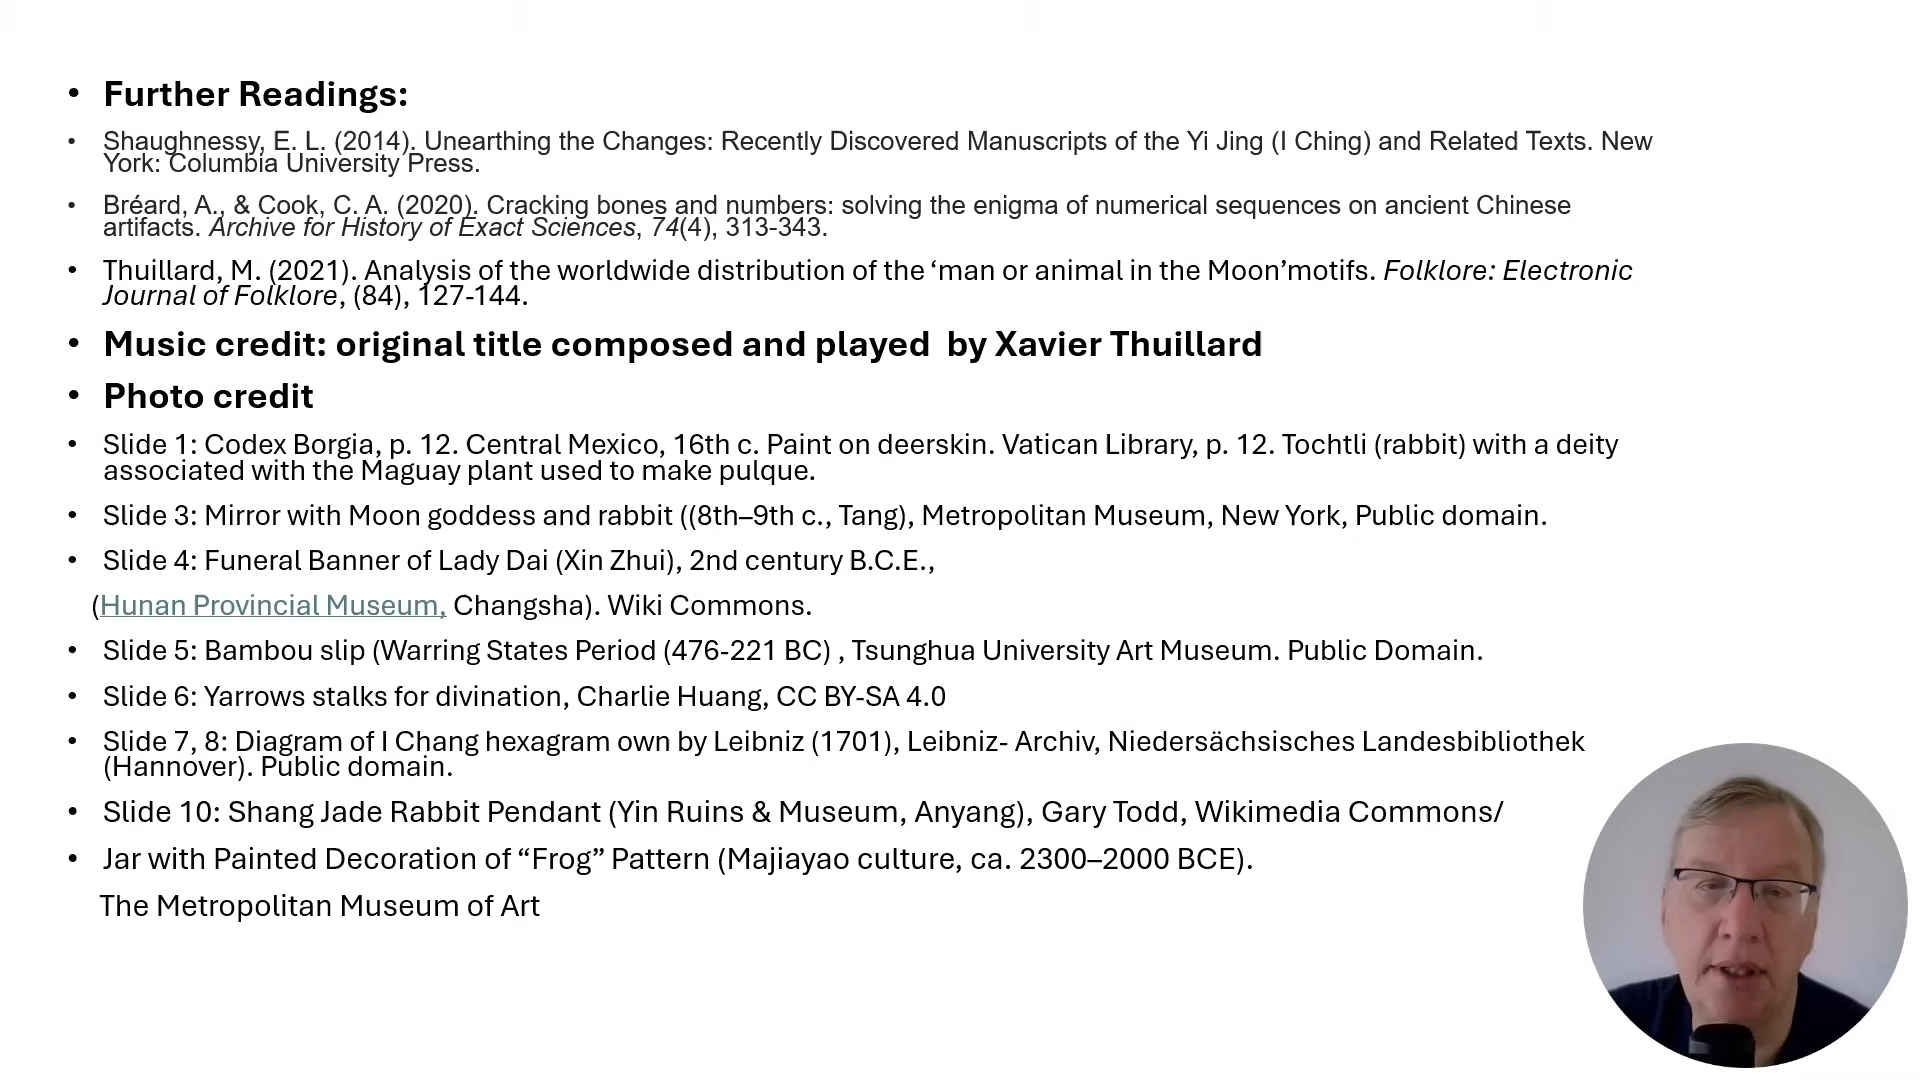 • Further Readings:
• Shaughnessy, E. L. (2014). Unearthing the Changes: Recently Discovered Manuscripts of the Yi Jing (I Ching) and Related Texts. New
York: Columbia University Press.
• Bréard, A., & Cook, C. A. (2020). Cracking bones and numbers: solving the enigma of numerical sequences on ancient Chinese
artifacts. Archive for History of Exact Sciences, 74(4), 313-343.
• Thuillard, M. (2021). Analysis of the worldwide distribution of the ‘man or animal in the Moon’motifs. Folklore: Electronic
Journal of Folklore, (84), 127-144.
• Music credit: original title composed and played  by Xavier Thuillard
• Photo credit
• Slide 1: Codex Borgia, p. 12. Central Mexico, 16th c. Paint on deerskin. Vatican Library, p. 12. Tochtli (rabbit) with a deity
associated with the Maguay plant used to make pulque.
• Slide 3: Mirror with Moon goddess and rabbit ((8th–9th c., Tang), Metropolitan Museum, New York, Public domain.
• Slide 4: Funeral Banner of Lady Dai (Xin Zhui), 2nd century B.C.E.,
(Hunan Provincial Museum, Changsha). Wiki Commons.
• Slide 5: Bambou slip (Warring States Period (476-221 BC) , Tsunghua University Art Museum. Public Domain.
• Slide 6: Yarrows stalks for divination, Charlie Huang, CC BY-SA 4.0
• Slide 7, 8: Diagram of I Chang hexagram own by Leibniz (1701), Leibniz- Archiv, Niedersächsisches Landesbibliothek
(Hannover). Public domain.
• Slide 10: Shang Jade Rabbit Pendant (Yin Ruins & Museum, Anyang), Gary Todd, Wikimedia Commons/
• Jar with Painted Decoration of “Frog” Pattern (Majiayao culture, ca. 2300–2000 BCE).
The Metropolitan Museum of Art